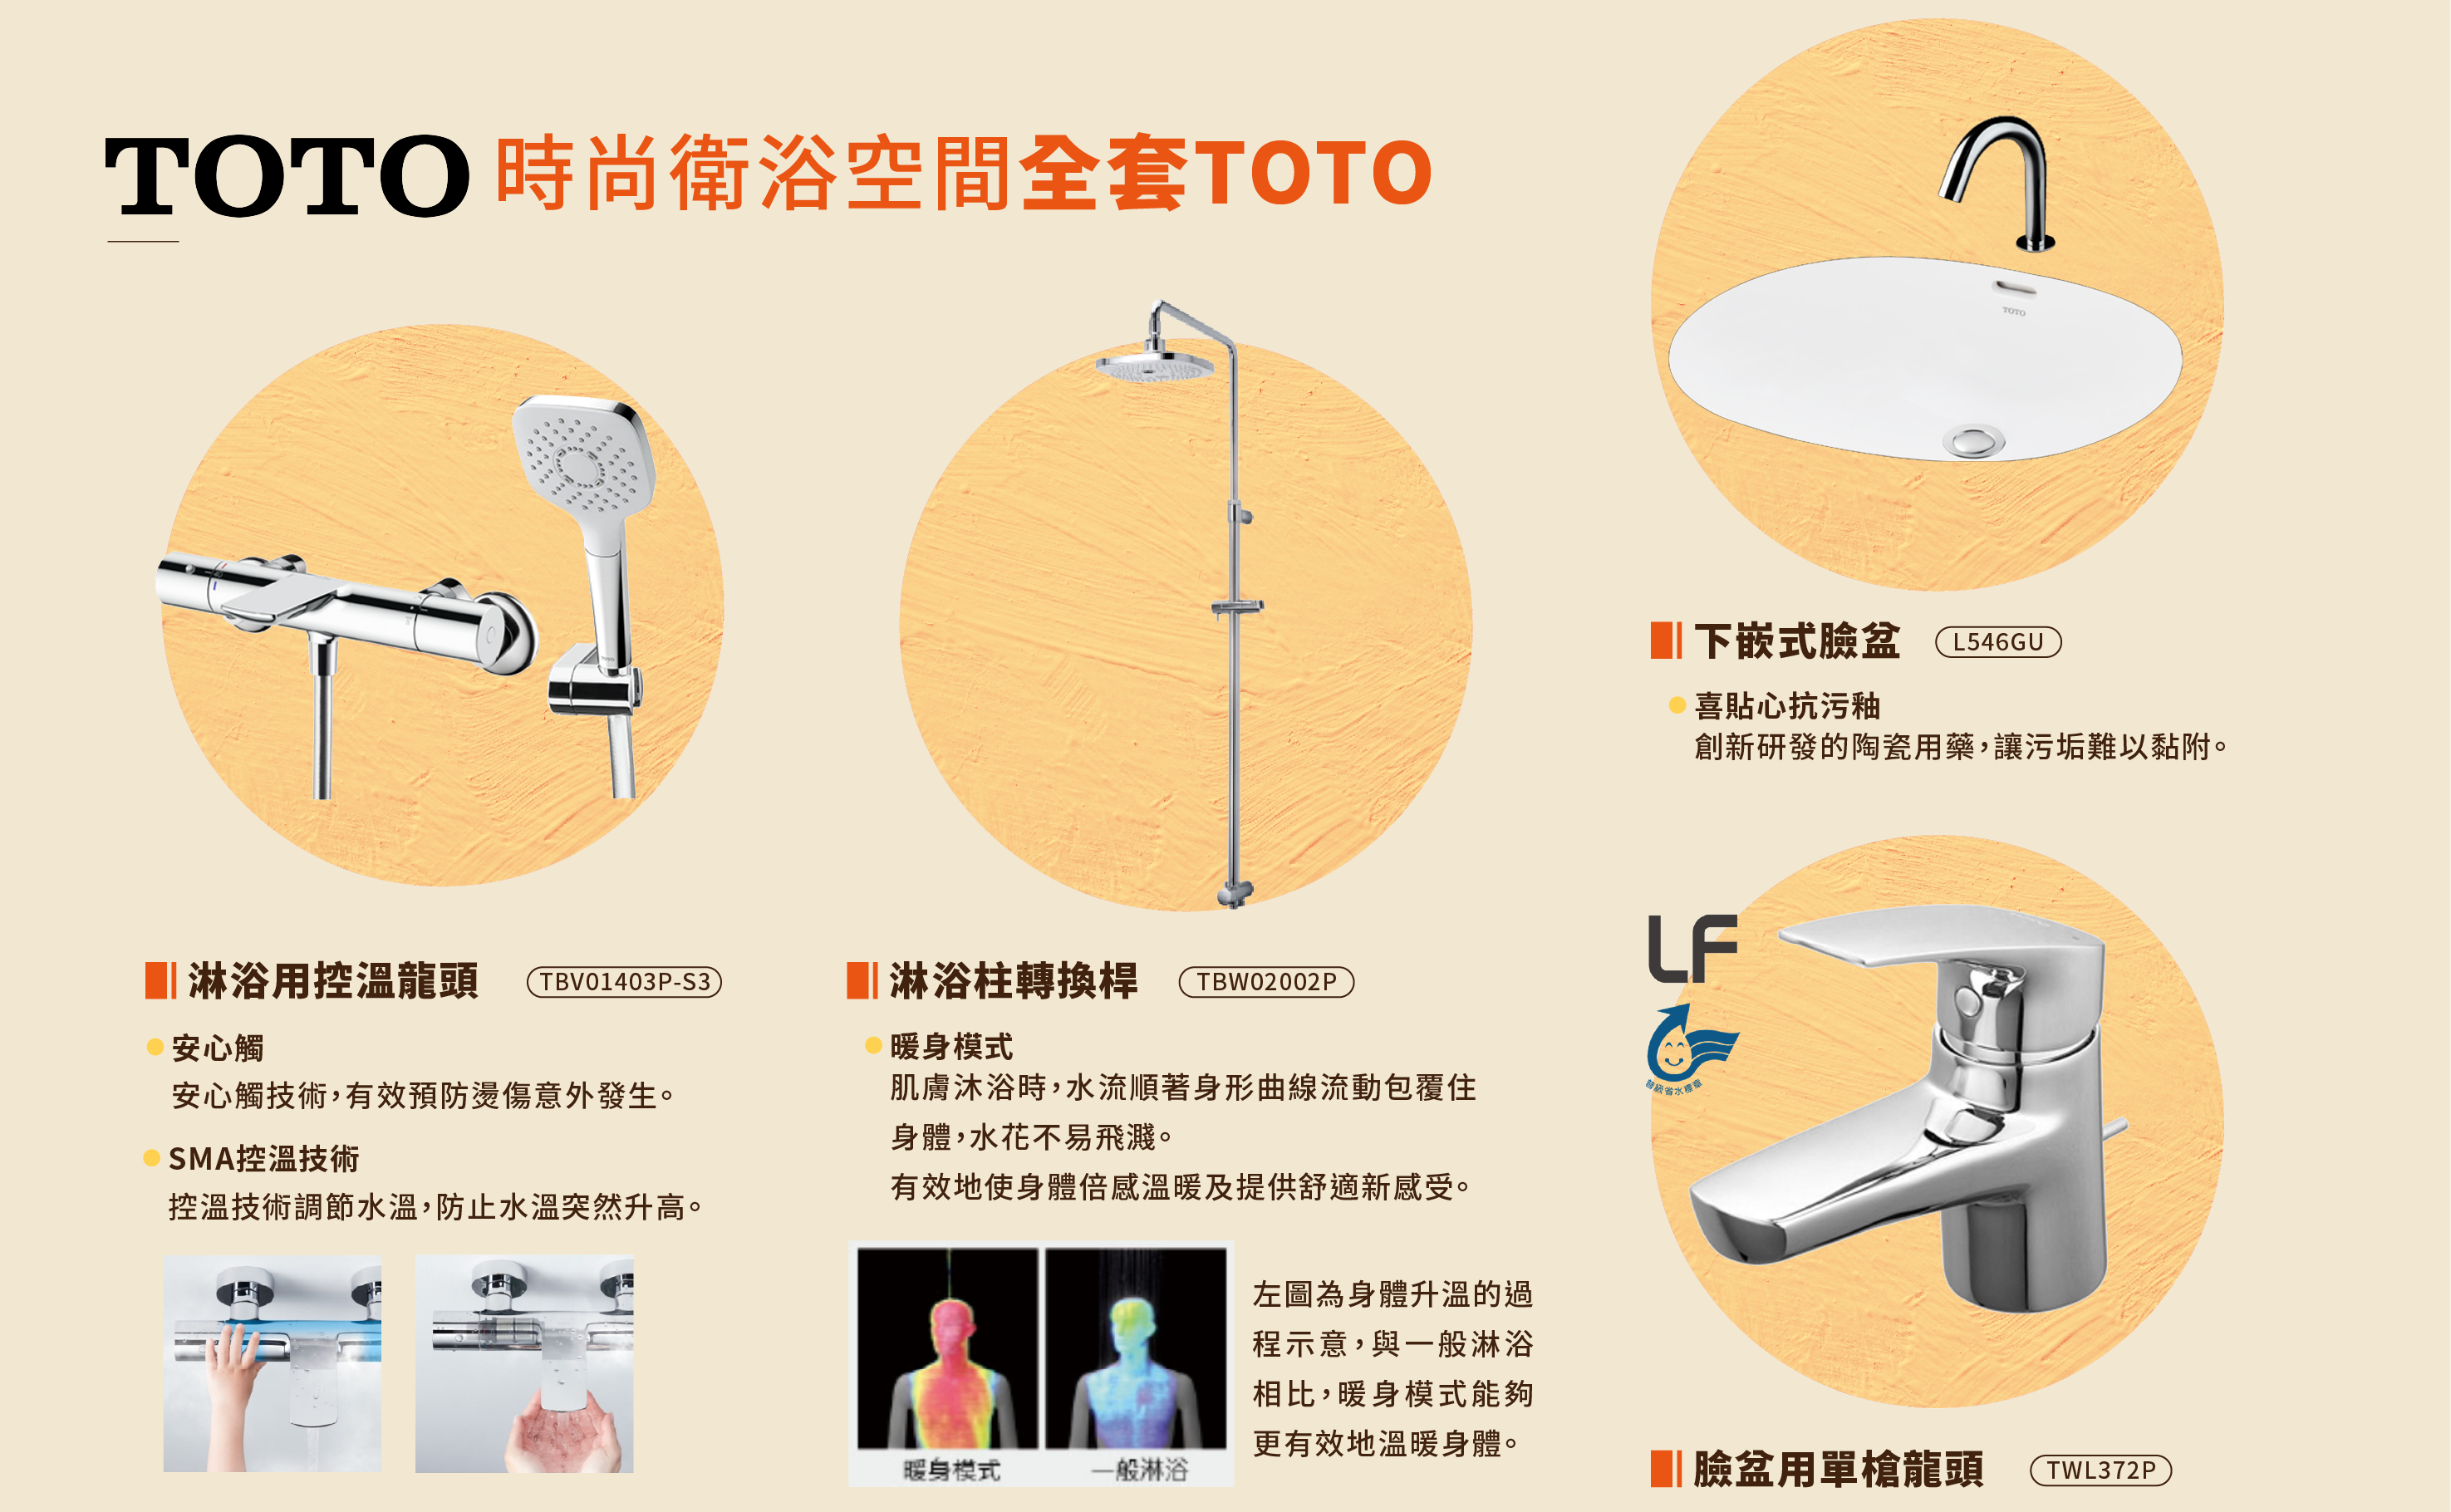 TOTO 時尚衛浴空間全套TOTO
淋浴用控溫龍頭 TBV01403P-S3
安心觸
安心觸技術，有效預防燙傷意外發生。
SMA控溫技術
控溫技術調節水溫，防止水溫突然升高。
淋浴柱轉換桿 TBW02002P
暖身模式
肌膚沐浴時，水流順著身形曲線流動包覆住
身體，水花不易飛濺。
有效地使身體倍感溫暖及提供舒適新感受。
暖身模式
一般淋浴
左圖為身體升溫的過
程示意，與一般淋浴
相比，暖身模式能夠
更有效地溫暖身體。
TOTO
下嵌式臉盆 L546GU
喜貼心抗污釉
創新研發的陶瓷用藥，讓污垢難以黏附。
LF
普級省水標章
臉盆用單槍龍頭 TWL372P